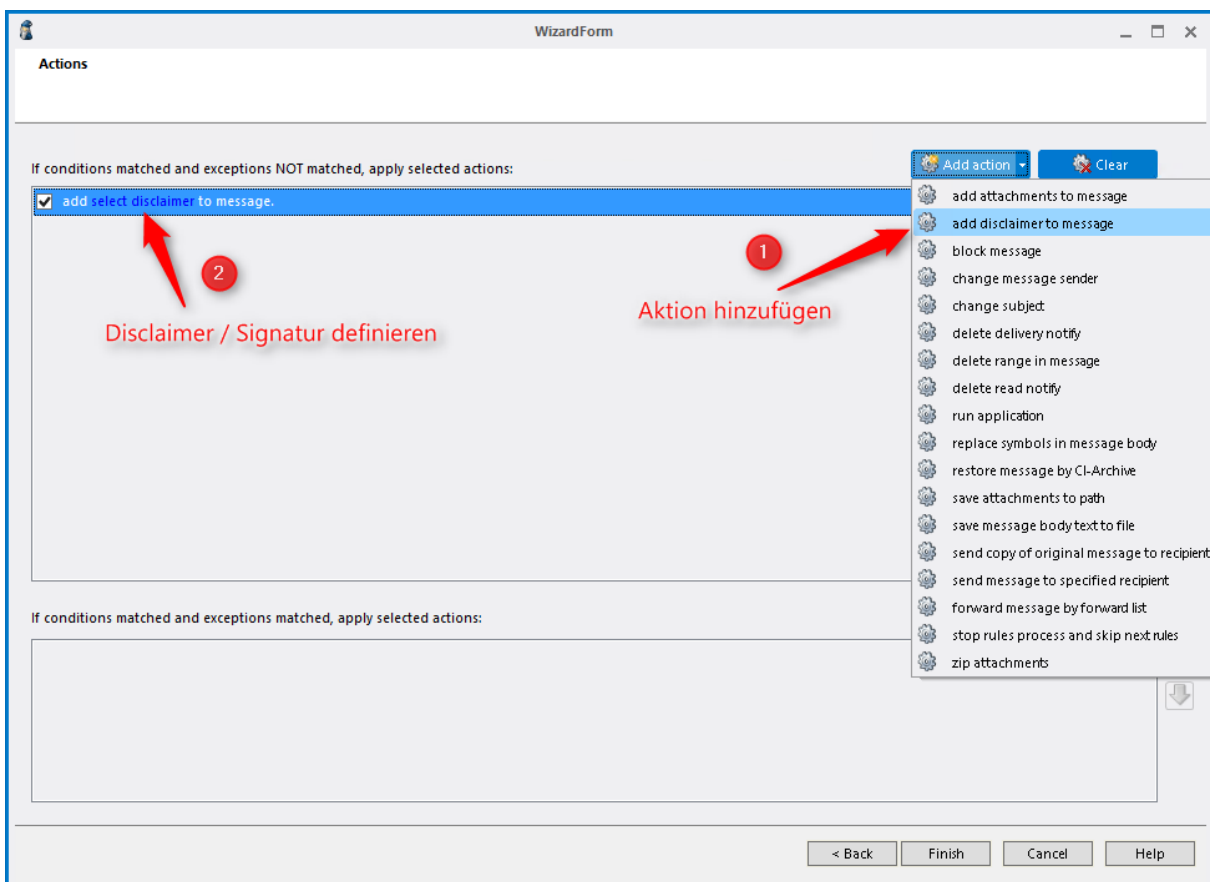 WizardForm
Actions
If conditions matched and exceptions NOT matched, apply selected actions:
Add action
Clear
add select disclaimer to message.
add attachments to message
add disclaimer to message
block message
change message sender
change subject
delete delivery notify
delete range in message
delete read notify
run application
replace symbols in message body
restore message by CI-Archive
save attachments to path
save message body text to file
send copy of original message to recipient
send message to specified recipient
forward message by forward list
stop rules process and skip next rules
zip attachments
1
Aktion hinzufügen
2
Disclaimer / Signatur definieren
If conditions matched and exceptions matched, apply selected actions:
< Back
Finish
Cancel
Help